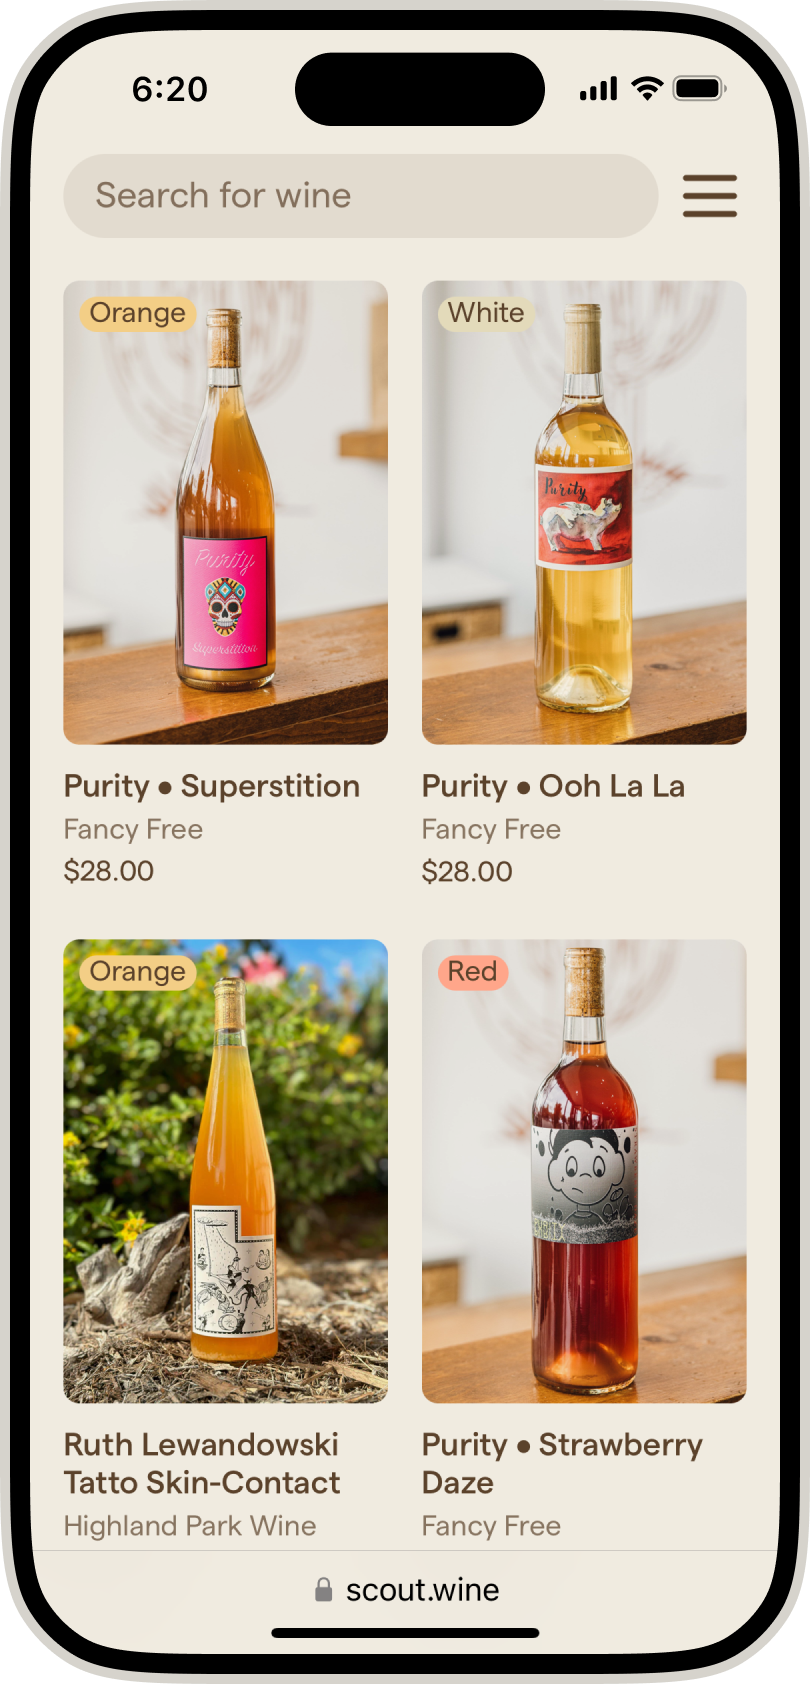 6:20
Search for wine
Orange
Purity
Superstition
White
Purity
Purity • Superstition
Fancy Free
$28.00
Purity • Ooh La La
Fancy Free
$28.00
Orange
Red
Ruth Lewandowski
Tatto Skin-Contact
Highland Park Wine
Purity • Strawberry
Daze
Fancy Free
scout.wine